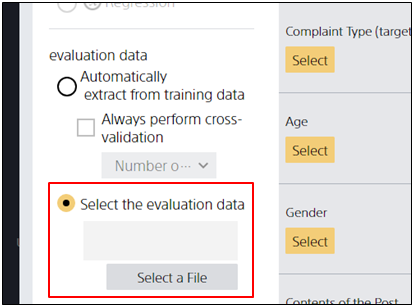 Regression
evaluation data
Automatically
extract from training data
Always perform cross-
validation
Number o···
Select the evaluation data
Select a File
Complaint Type (target
Select
Age
Select
Gender
Select
Contents of the Post